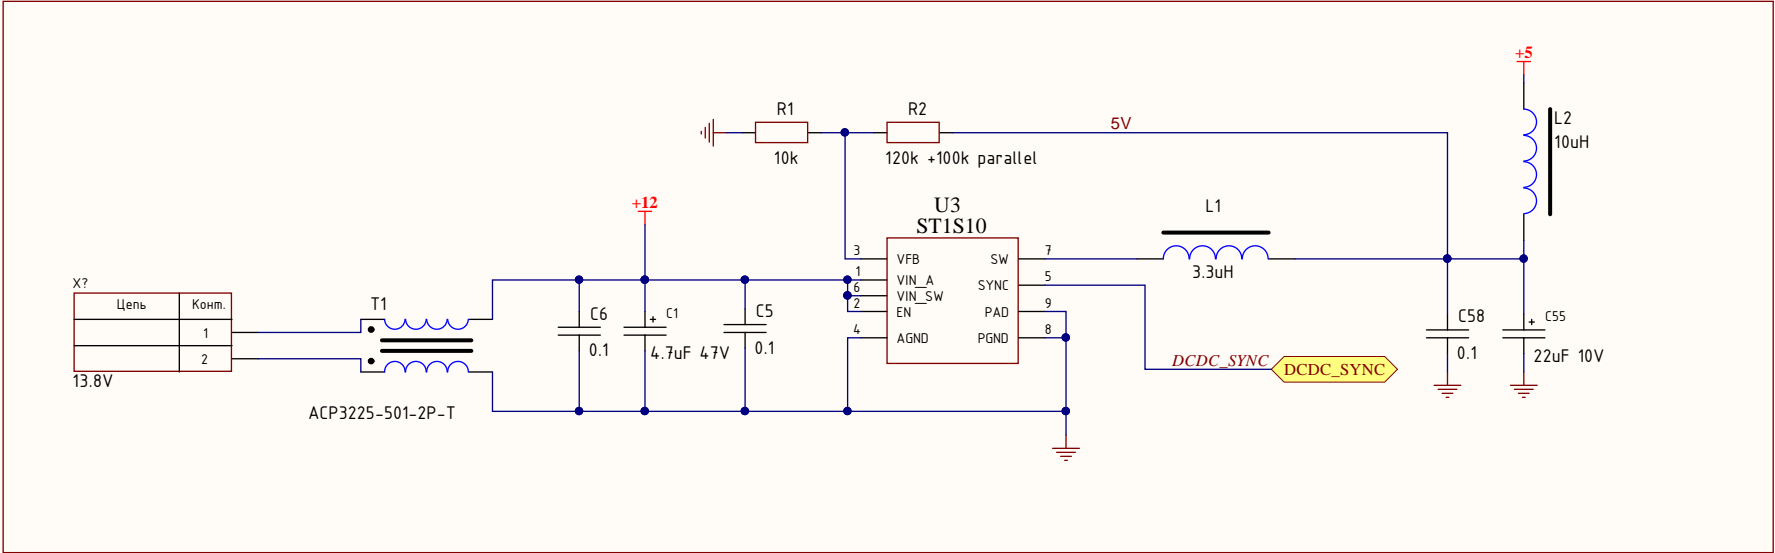 +5
L2
10uH
R1
R2
5V
10k
120k +100k parallel
+12
U3
ST1S10
L1
3.3uH
3
VFB
SW
7
1
VIN_A
SYNC
5
6
VIN_SW
2
EN
PAD
9
4
AGND
PGND
8
X?
Цепь
Конт.
1
2
13.8V
T1
ACP3225-501-2P-T
C6
0.1
+
C1
4.7uF 47V
C5
0.1
DCDC_SYNC
DCDC_SYNC
C58
0.1
+
C55
22uF 10V